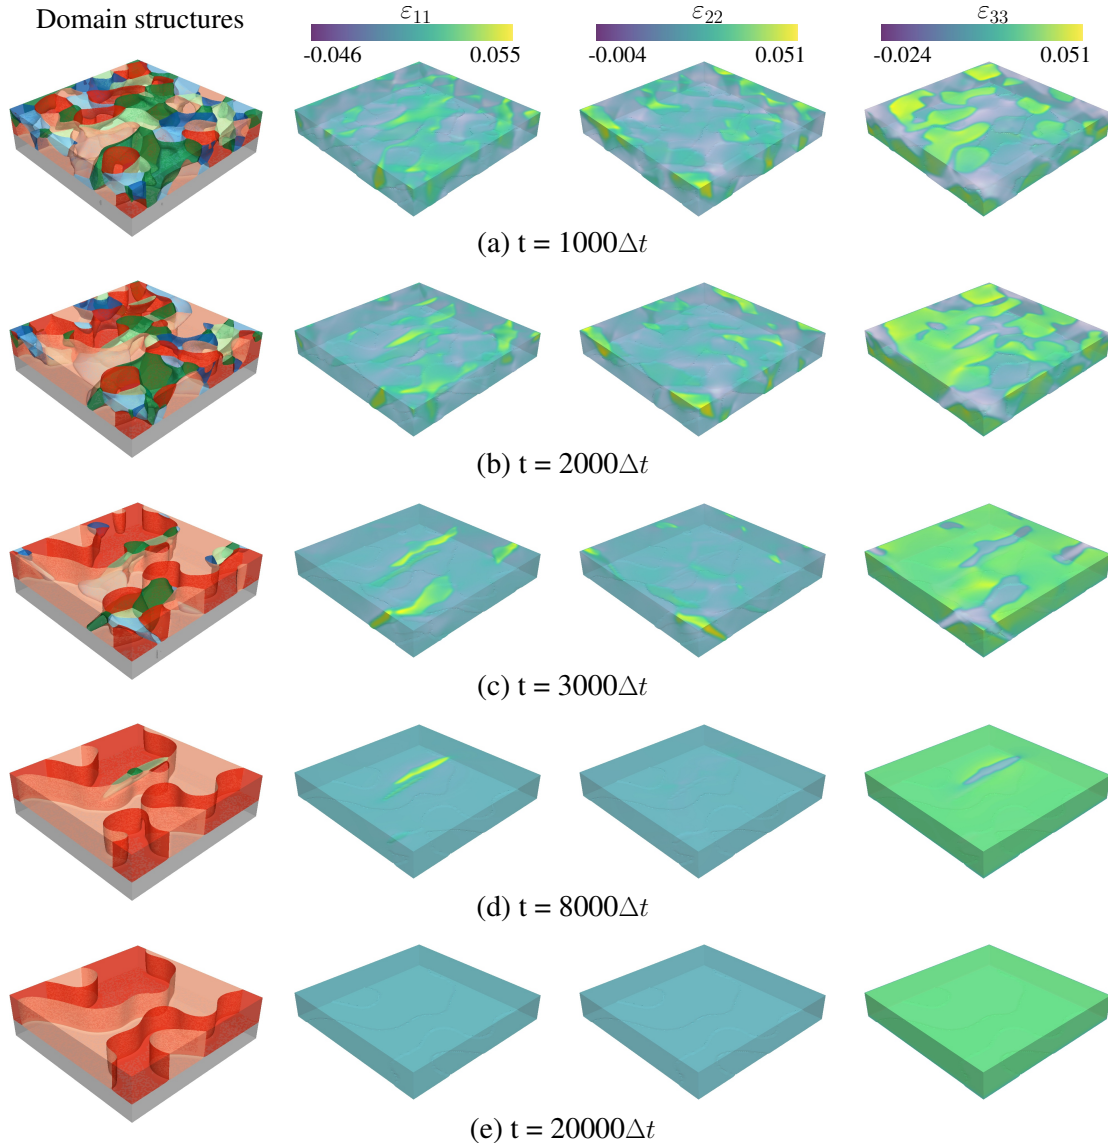 Domain structures ε₁₁ ε₂₂ ε₃₃
-0.046 0.055 -0.004 0.051 -0.024 0.051
(a) t = 1000Δt
(b) t = 2000Δt
(c) t = 3000Δt
(d) t = 8000Δt
(e) t = 20000Δt